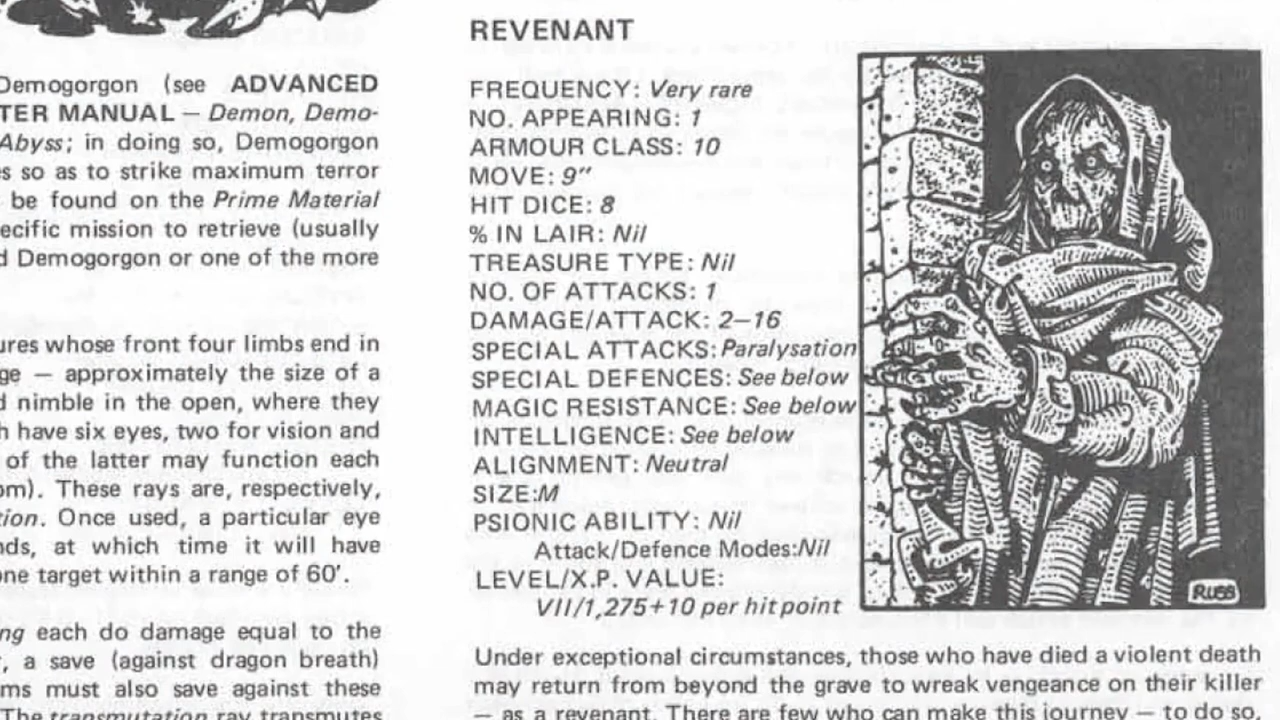 Demogorgon (see ADVANCED
TER MANUAL — Demon, Demo-
Abyss; in doing so, Demogorgon
es so as to strike maximum terror
be found on the Prime Material
ecific mission to retrieve (usually
d Demogorgon or one of the more
ures whose front four limbs end in
ge — approximately the size of a
d nimble in the open, where they
h have six eyes, two for vision and
of the latter may function each
om). These rays are, respectively,
tion. Once used, a particular eye
nds, at which time it will have
one target within a range of 60'.
ng each do damage equal to the
r, a save (against dragon breath)
ms must also save against these
The transmutation ray transmutes
REVENANT
FREQUENCY: Very rare
NO. APPEARING: 1
ARMOUR CLASS: 10
MOVE: 9"
HIT DICE: 8
% IN LAIR: Nil
TREASURE TYPE: Nil
NO. OF ATTACKS: 1
DAMAGE/ATTACK: 2–16
SPECIAL ATTACKS: Paralysation
SPECIAL DEFENCES: See below
MAGIC RESISTANCE: See below
INTELLIGENCE: See below
ALIGNMENT: Neutral
SIZE:M
PSIONIC ABILITY: Nil
Attack/Defence Modes:Nil
LEVEL/X.P. VALUE:
VII/1,275+10 per hit point
RUSS
Under exceptional circumstances, those who have died a violent death
may return from beyond the grave to wreak vengeance on their killer
— as a revenant. There are few who can make this journey — to do so,